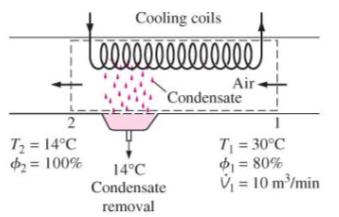 Cooling coils
Air
Condensate
2
1
T₂ = 14°C
ϕ₂ = 100%
14°C
Condensate
removal
T₁ = 30°C
ϕ₁ = 80%
V̇₁ = 10 m³/min